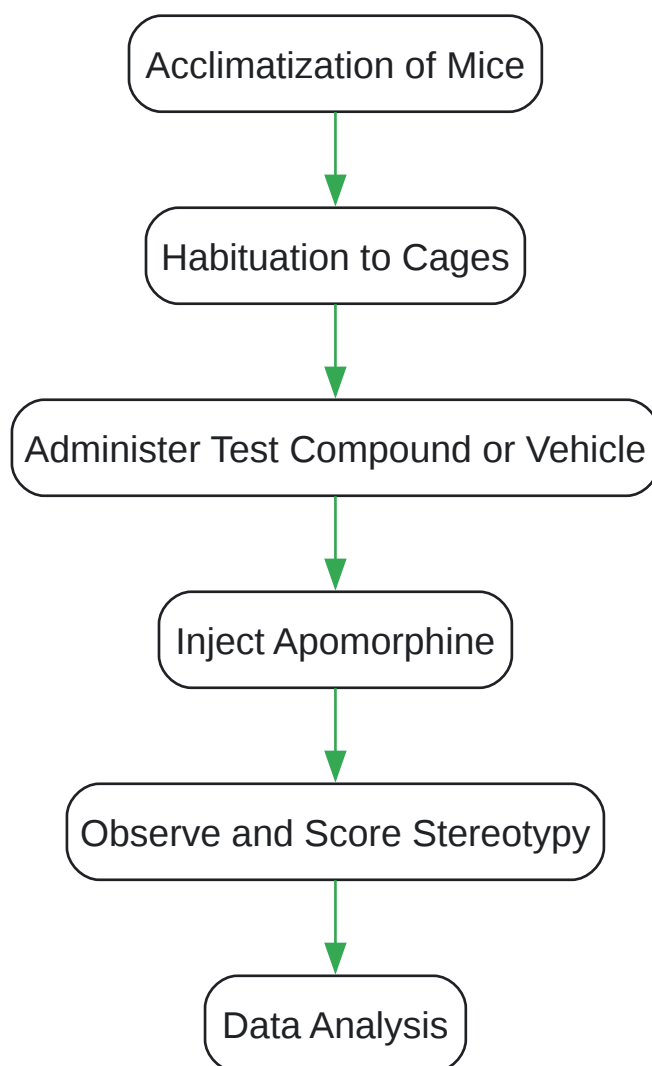 Acclimatization of Mice
Habituation to Cages
Administer Test Compound or Vehicle
Inject Apomorphine
Observe and Score Stereotypy
Data Analysis